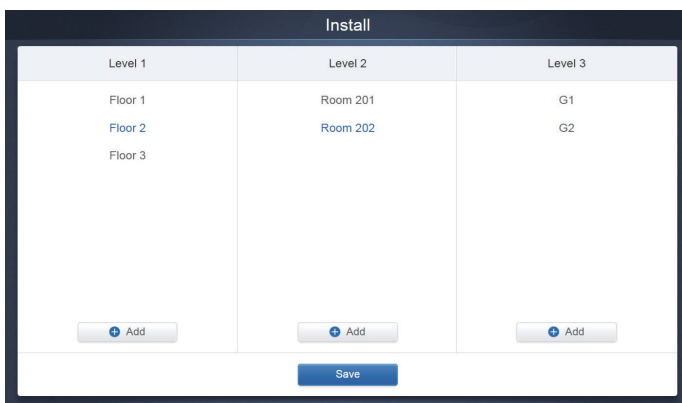 Install
Level 1 Level 2 Level 3
Floor 1 Room 201 G1
Floor 2 Room 202 G2
Floor 3
Add Add Add
Save